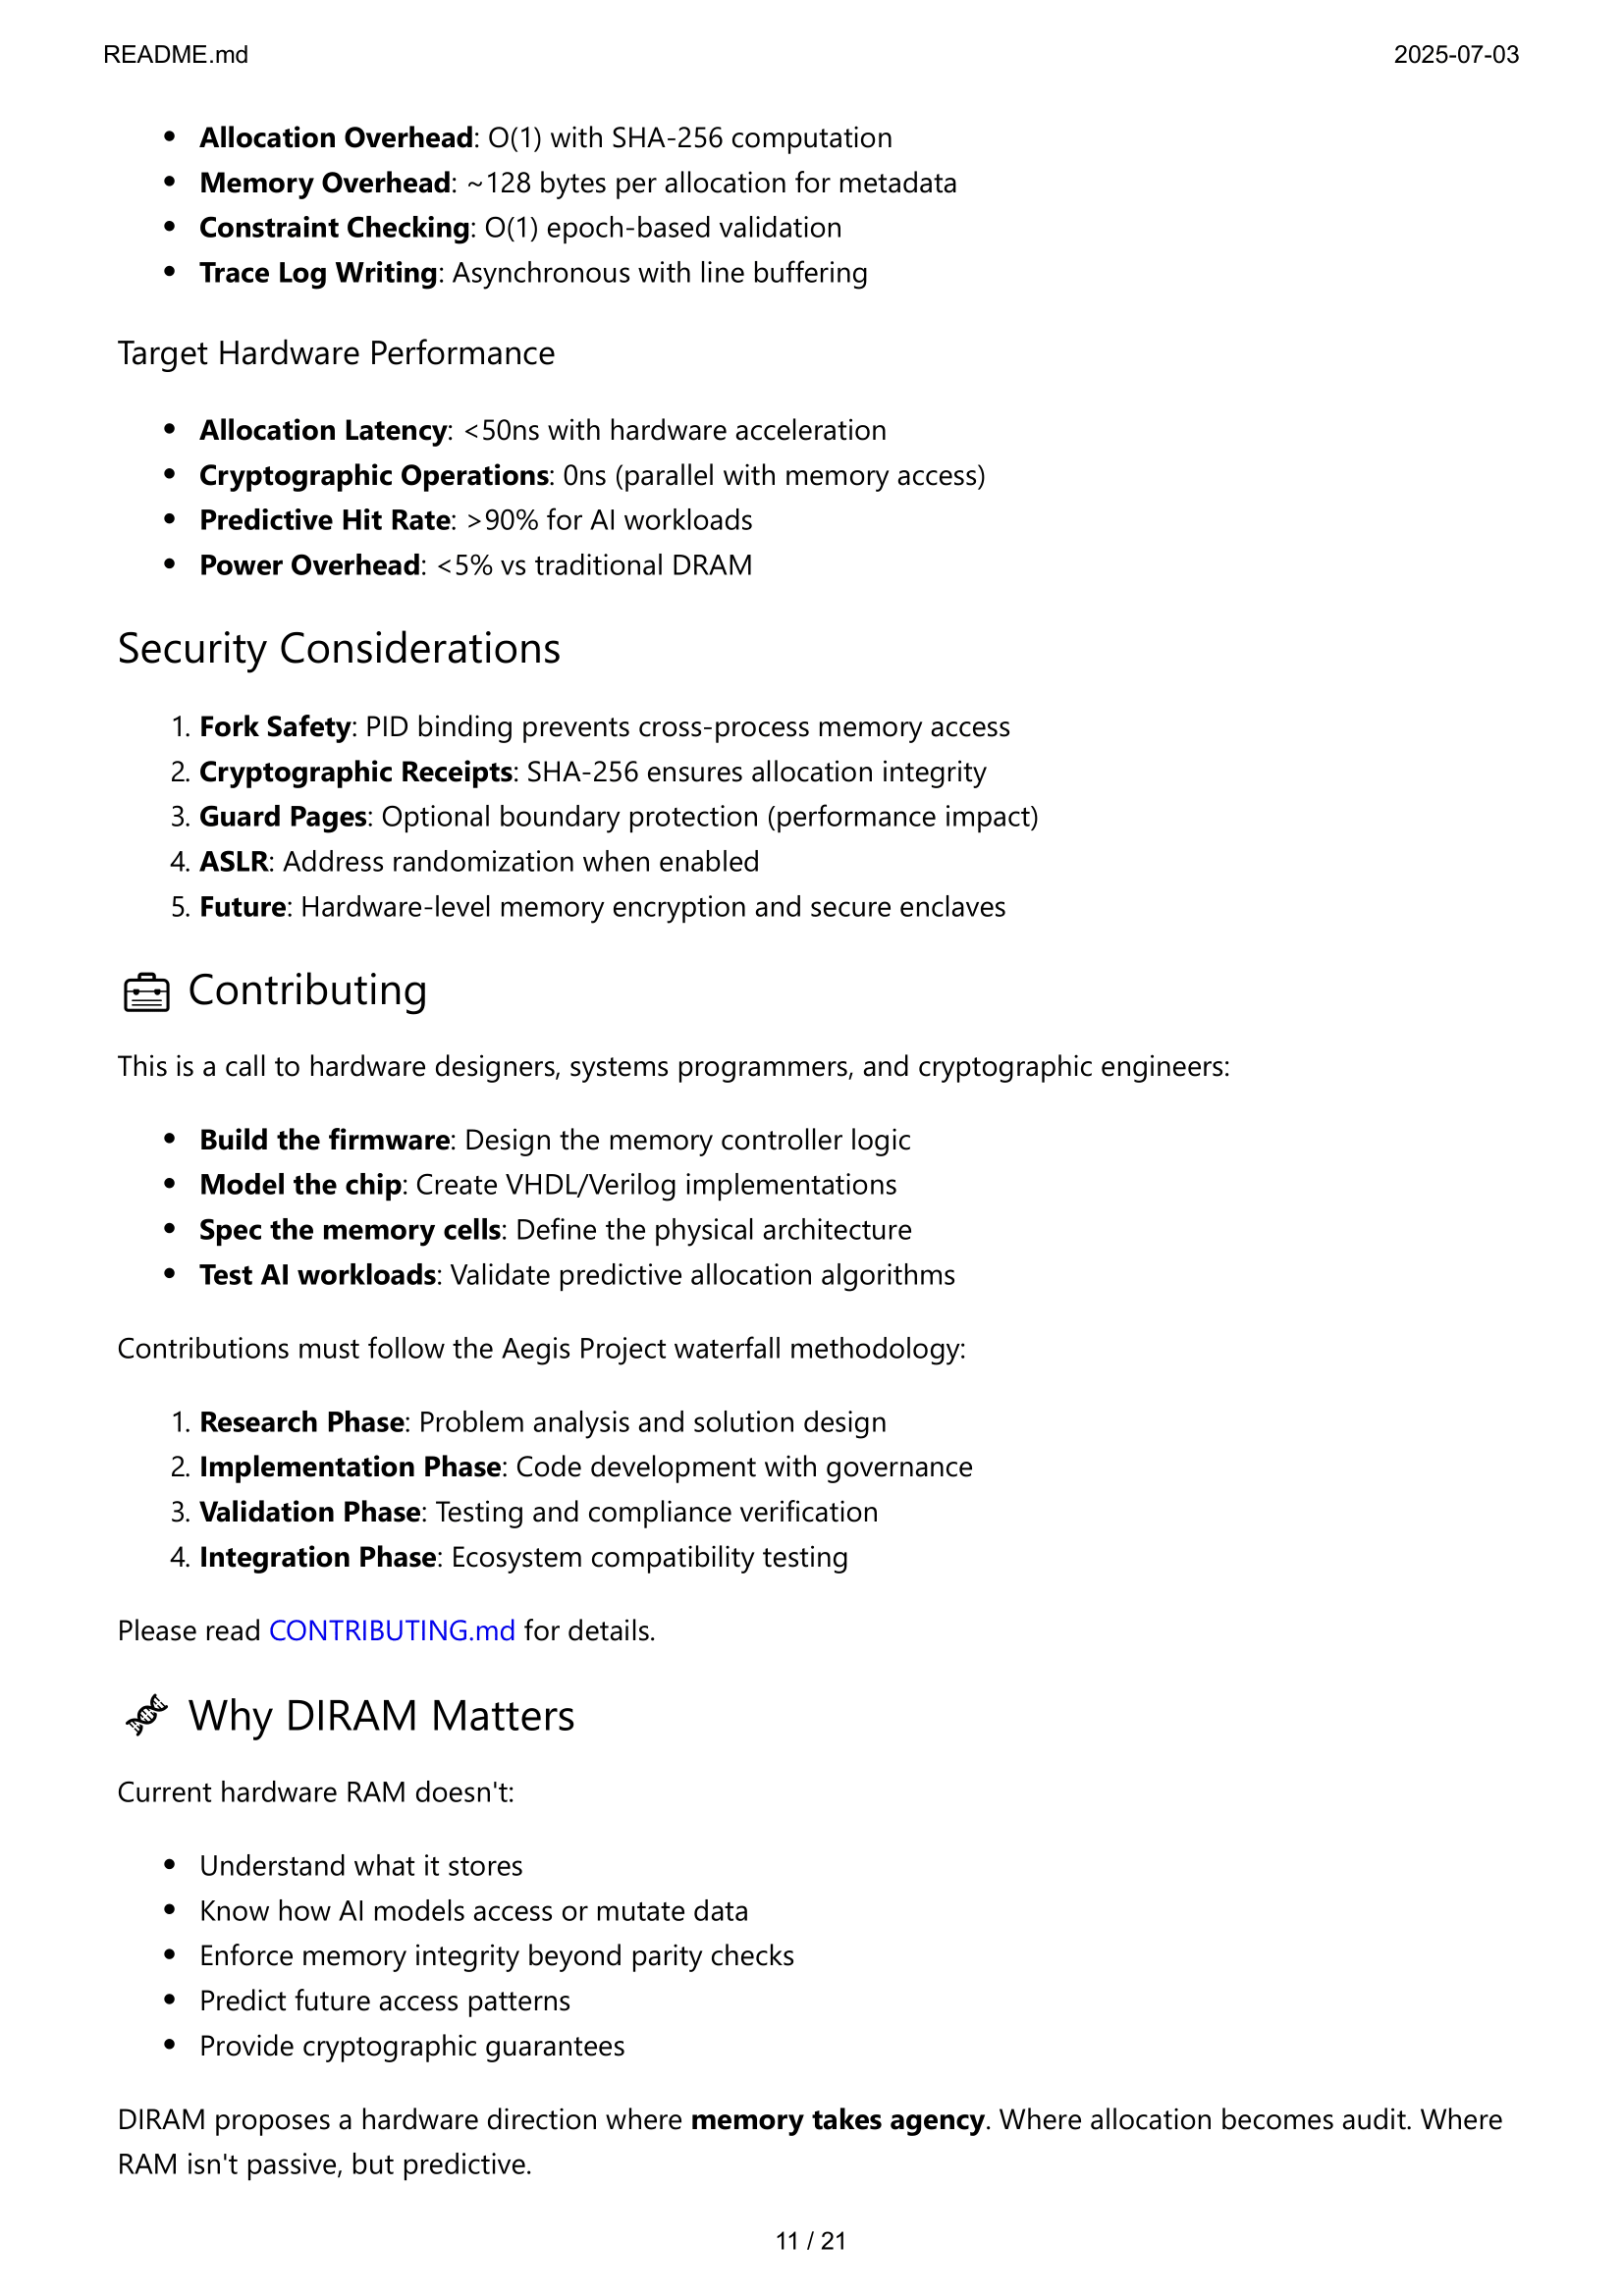 README.md 2025-07-03
• Allocation Overhead: O(1) with SHA-256 computation
• Memory Overhead: ~128 bytes per allocation for metadata
• Constraint Checking: O(1) epoch-based validation
• Trace Log Writing: Asynchronous with line buffering
Target Hardware Performance
• Allocation Latency: <50ns with hardware acceleration
• Cryptographic Operations: 0ns (parallel with memory access)
• Predictive Hit Rate: >90% for AI workloads
• Power Overhead: <5% vs traditional DRAM
Security Considerations
1. Fork Safety: PID binding prevents cross-process memory access
2. Cryptographic Receipts: SHA-256 ensures allocation integrity
3. Guard Pages: Optional boundary protection (performance impact)
4. ASLR: Address randomization when enabled
5. Future: Hardware-level memory encryption and secure enclaves
Contributing
This is a call to hardware designers, systems programmers, and cryptographic engineers:
• Build the firmware: Design the memory controller logic
• Model the chip: Create VHDL/Verilog implementations
• Spec the memory cells: Define the physical architecture
• Test AI workloads: Validate predictive allocation algorithms
Contributions must follow the Aegis Project waterfall methodology:
1. Research Phase: Problem analysis and solution design
2. Implementation Phase: Code development with governance
3. Validation Phase: Testing and compliance verification
4. Integration Phase: Ecosystem compatibility testing
Please read CONTRIBUTING.md for details.
Why DIRAM Matters
Current hardware RAM doesn't:
• Understand what it stores
• Know how AI models access or mutate data
• Enforce memory integrity beyond parity checks
• Predict future access patterns
• Provide cryptographic guarantees
DIRAM proposes a hardware direction where memory takes agency. Where allocation becomes audit. Where
RAM isn't passive, but predictive.
11 / 21